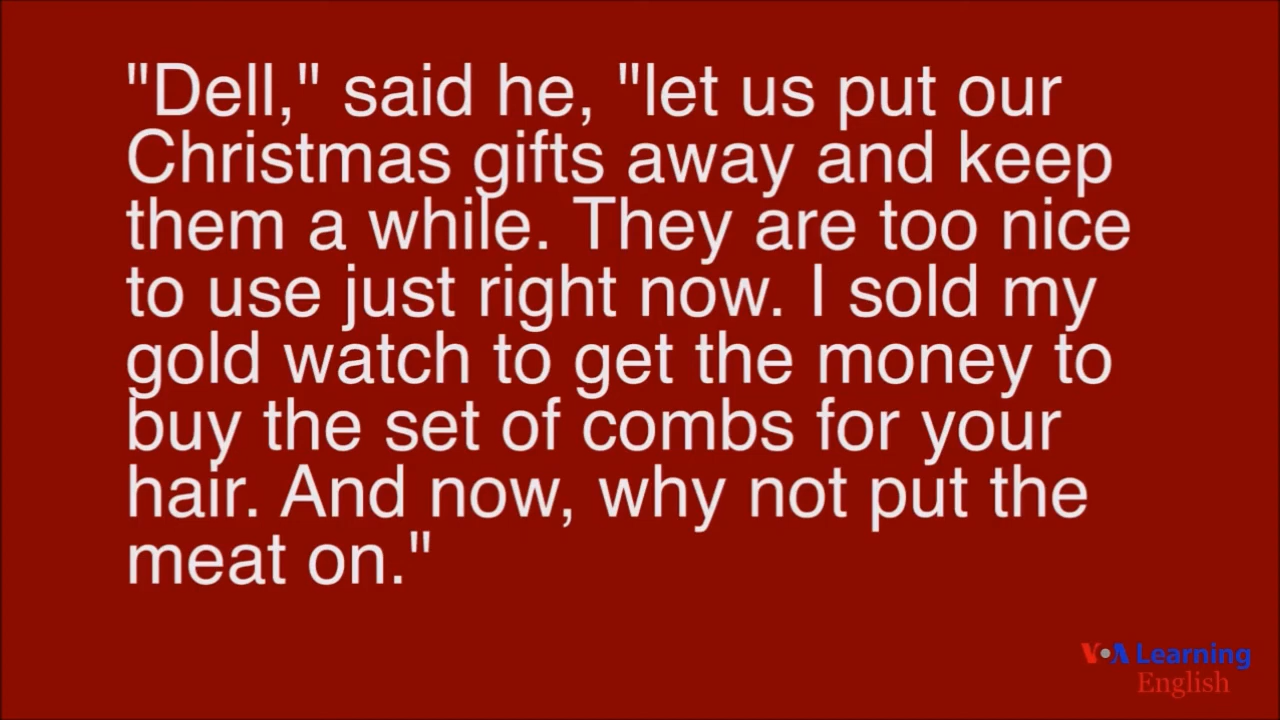 "Dell," said he, "let us put our
Christmas gifts away and keep
them a while. They are too nice
to use just right now. I sold my
gold watch to get the money to
buy the set of combs for your
hair. And now, why not put the
meat on."
VOA Learning
English